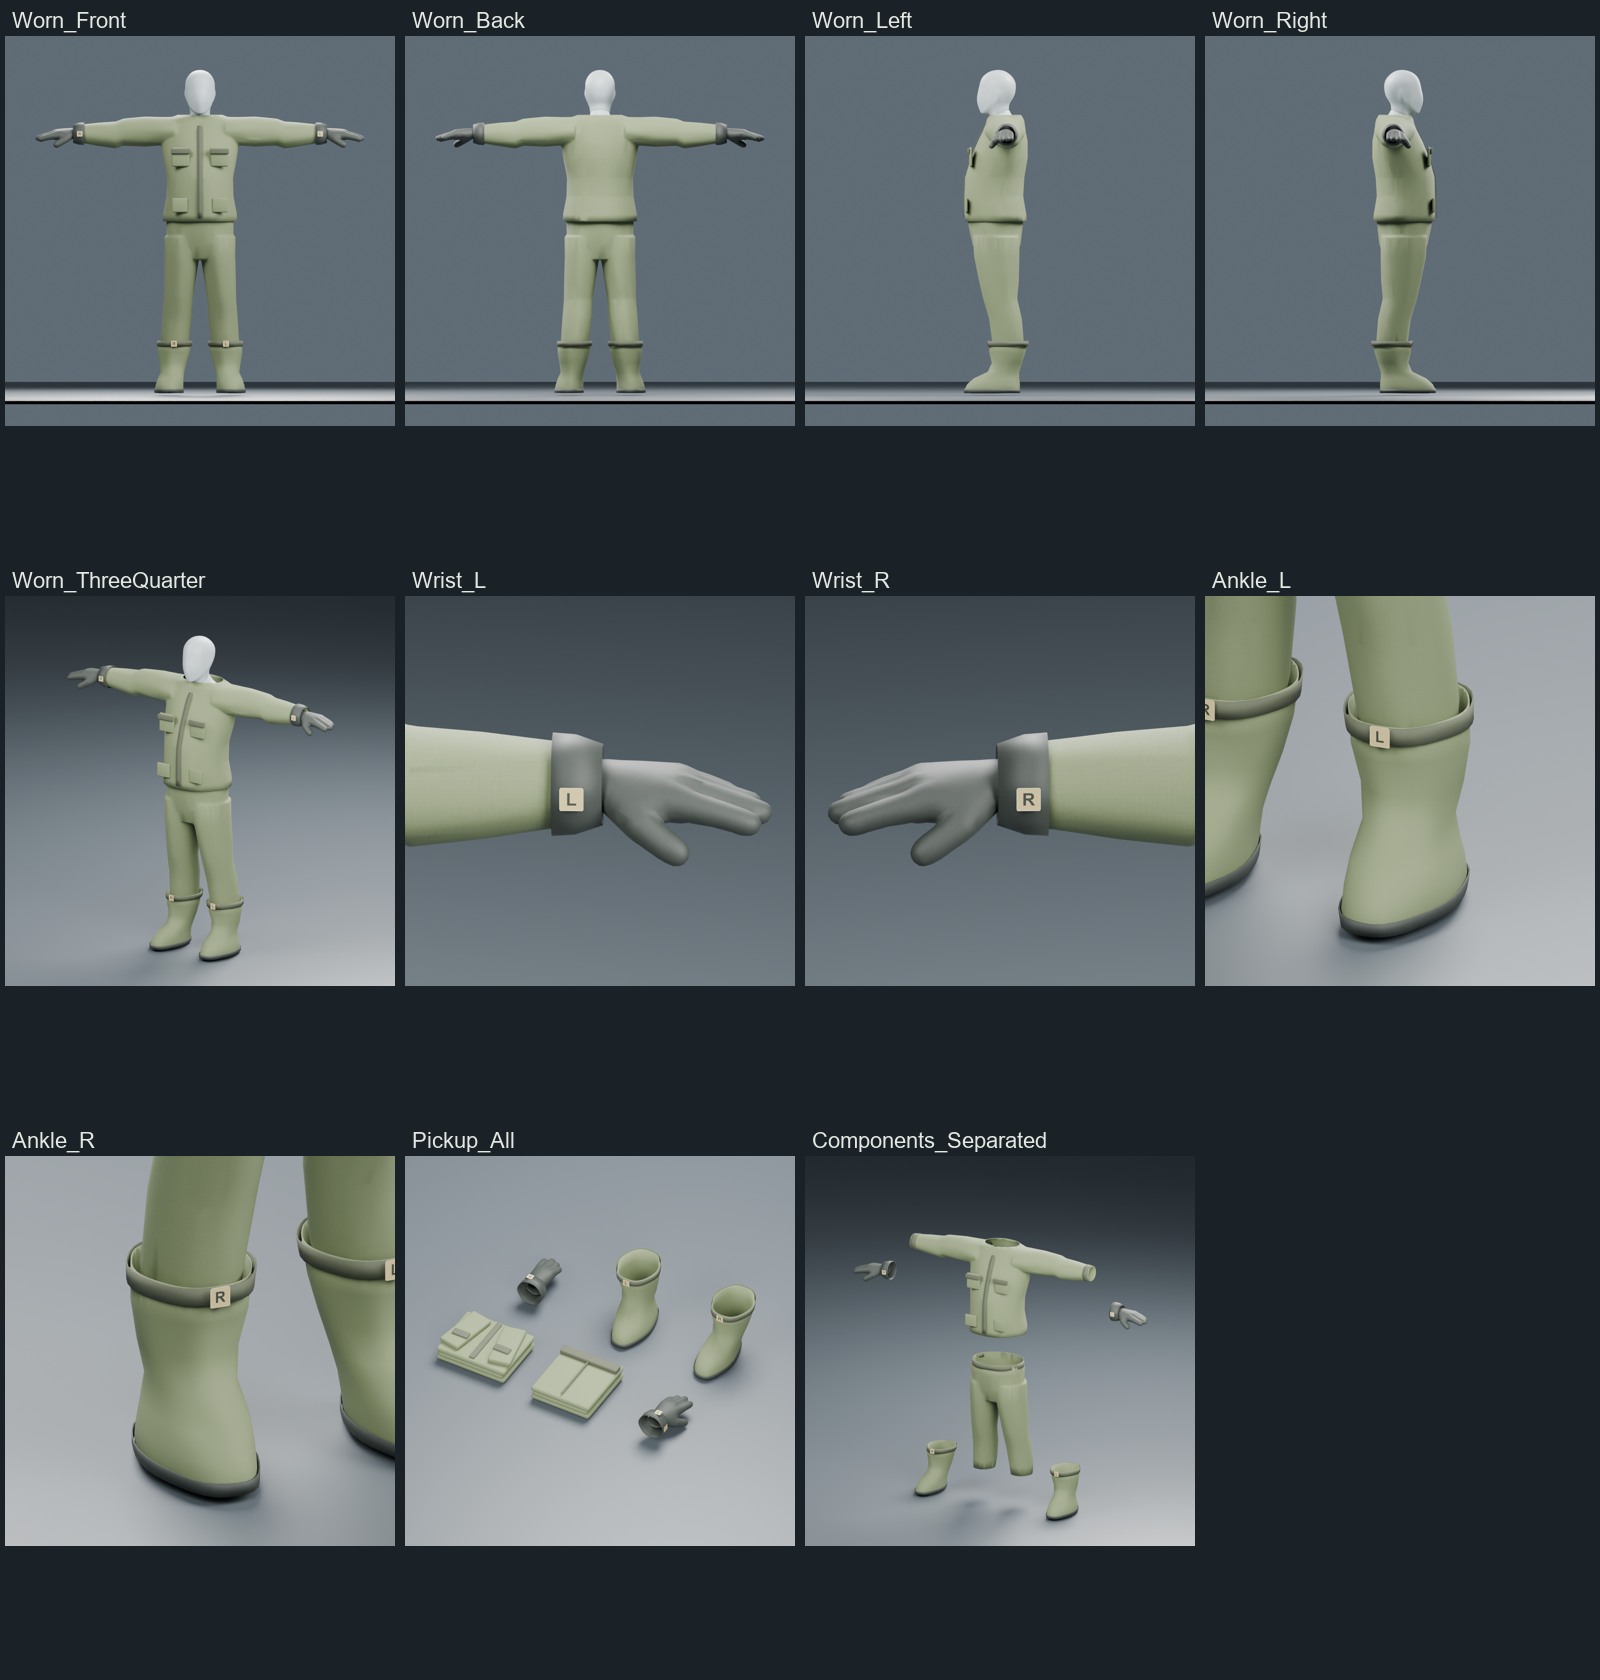 Worn_Front
Worn_Back
Worn_Left
Worn_Right
Worn_ThreeQuarter
Wrist_L
Wrist_R
Ankle_L
L
R
R
L
Ankle_R
Pickup_All
Components_Separated
R
L